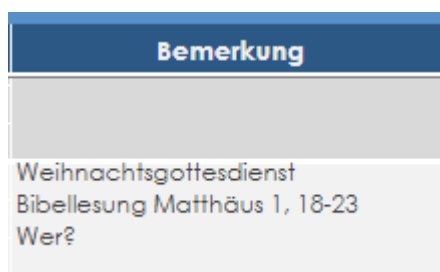 Bemerkung
Weihnachtsgottesdienst
Bibellesung Matthäus 1, 18-23
Wer?